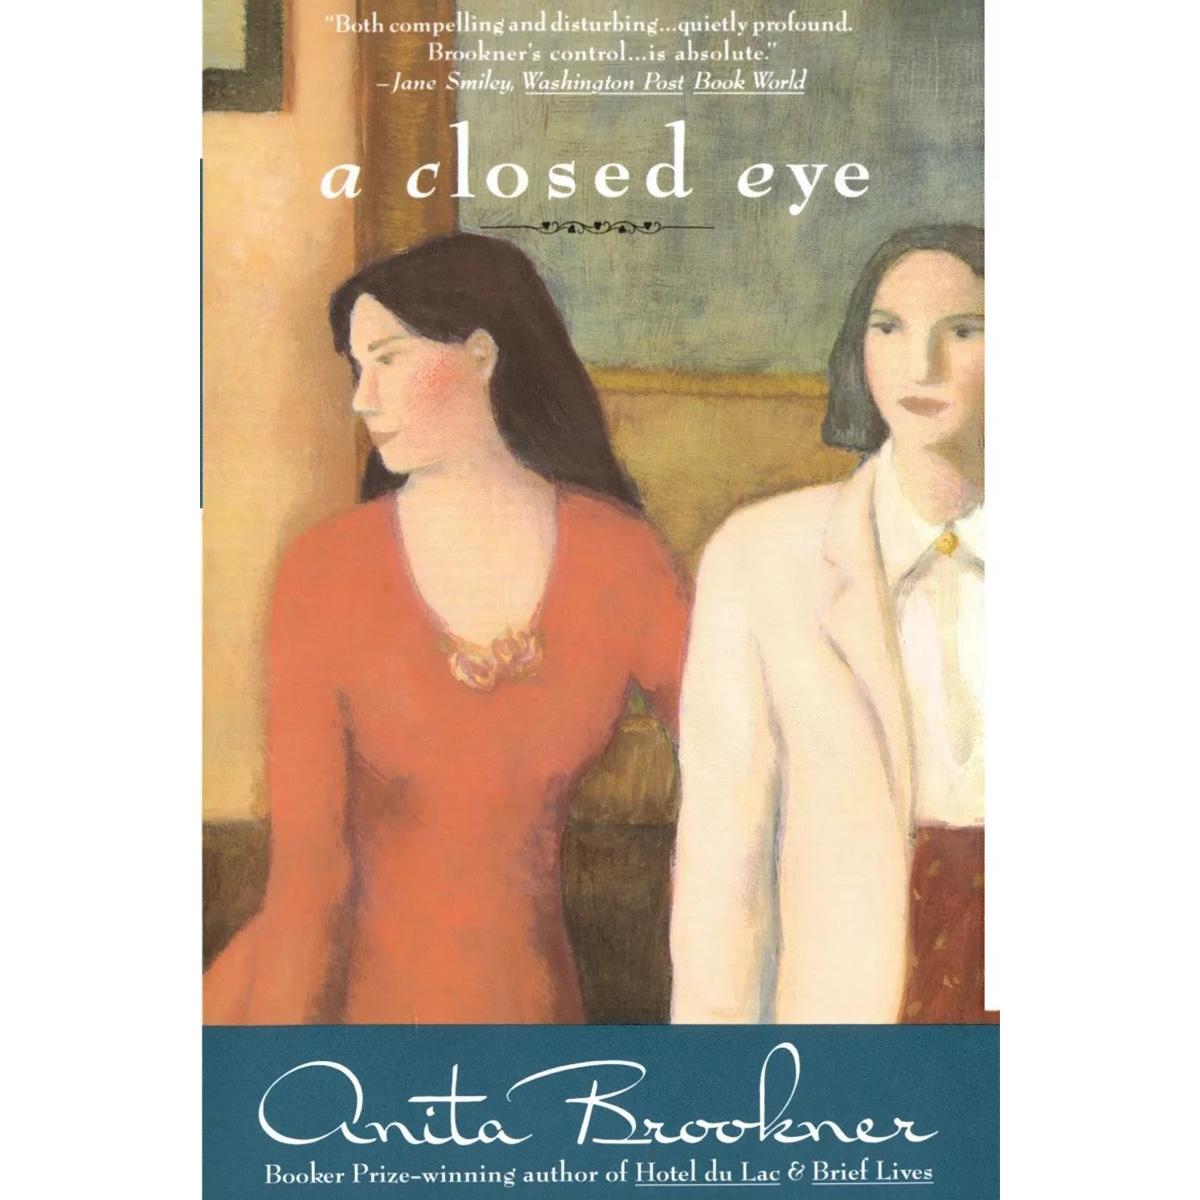 “Both compelling and disturbing...quietly profound.
Brookner's control...is absolute.”
–Jane Smiley, Washington Post Book World
a closed eye
Anita Brookner
Booker Prize-winning author of Hotel du Lac & Brief Lives